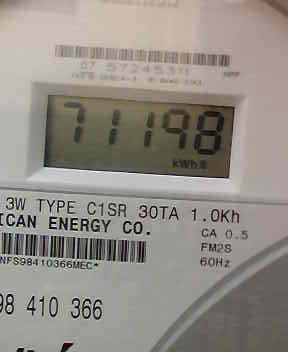 71198
kWh
3W TYPE C1SR 30TA 1.0Kh
ICAN ENERGY CO.
CA 0.5
FM2S
60Hz
NFS98410366MEC*
98 410 366